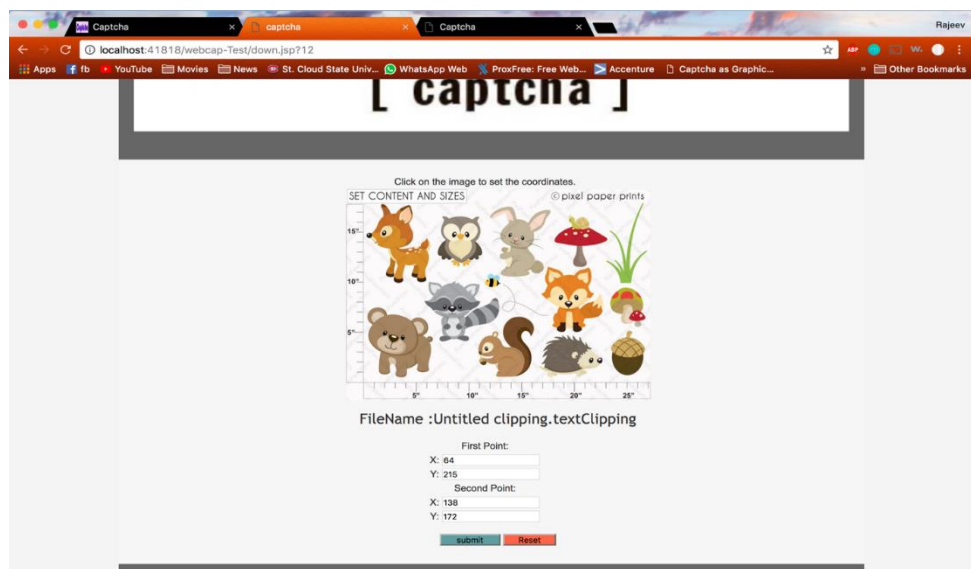 Captcha
captcha
Captcha
Rajeev
localhost:41818/webcap-Test/down.jsp?12
ABP
Apps fb YouTube Movies News St. Cloud State Univ... WhatsApp Web ProxFree: Free Web... Accenture Captcha as Graphic... » Other Bookmarks
[ captcha ]
Click on the image to set the coordinates.
SET CONTENT AND SIZES © pixel paper prints
15"
10"
5"
5" 10" 15" 20" 25"
FileName :Untitled clipping.textClipping
First Point:
X: 64
Y: 215
Second Point:
X: 138
Y: 172
submit Reset